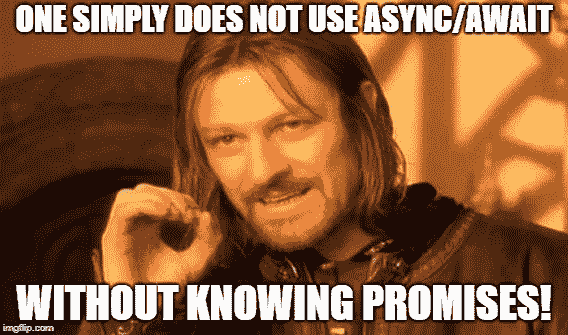 ONE SIMPLY DOES NOT USE ASYNC/AWAIT
WITHOUT KNOWING PROMISES!
imgflip.com